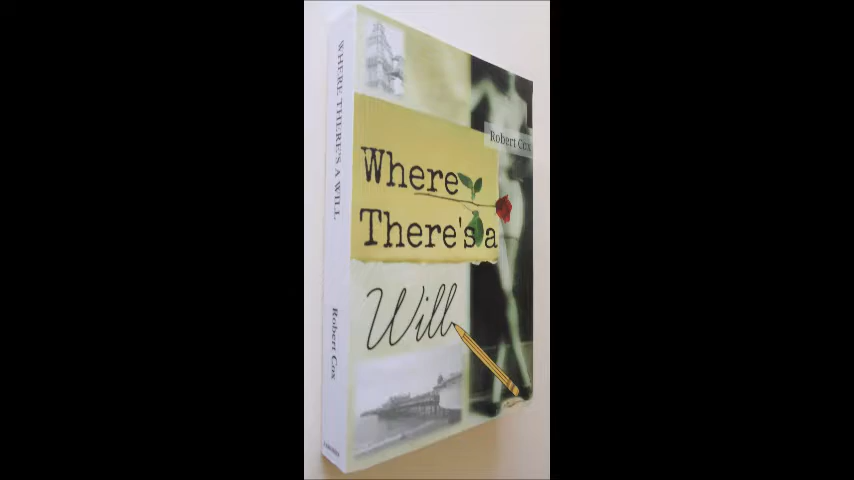 WHERE THERE'S A WILL
Robert Cox
Robert Cox
Where
There's a
Will